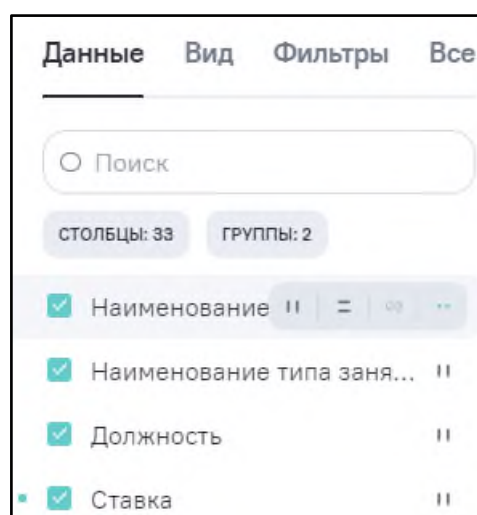 Данные Вид Фильтры Все
Поиск
СТОЛБЦЫ: 33 ГРУППЫ: 2
Наименование
Наименование типа заня...
Должность
Ставка